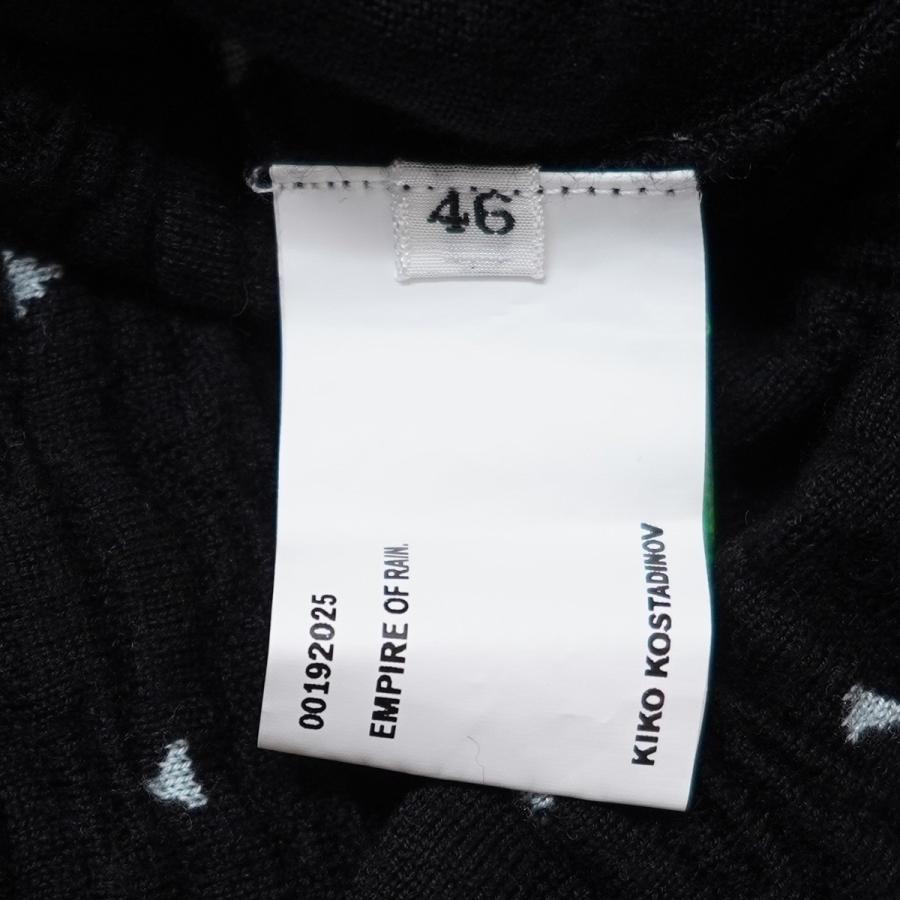 46
00192025
EMPIRE OF RAIN.
KIKO KOSTADINOV